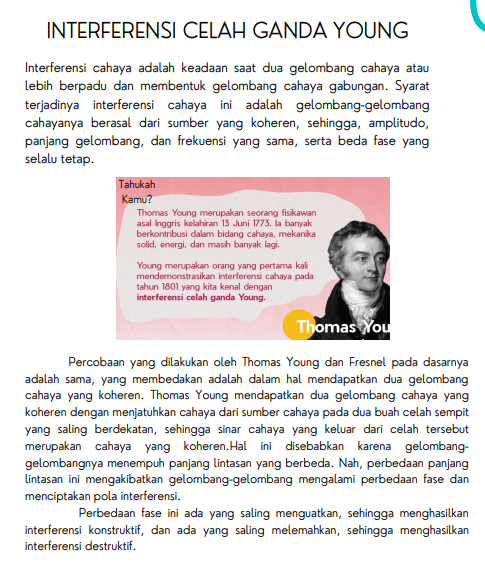 INTERFERENSI CELAH GANDA YOUNG
Interferensi cahaya adalah keadaan saat dua gelombang cahaya atau
lebih berpadu dan membentuk gelombang cahaya gabungan. Syarat
terjadinya interferensi cahaya ini adalah gelombang-gelombang
cahayanya berasal dari sumber yang koheren, sehingga, amplitudo,
panjang gelombang, dan frekuensi yang sama, serta beda fase yang
selalu tetap.
Tahukah
Kamu?
Thomas Young merupakan seorang fisikawan
asal Inggris kelahiran 13 Juni 1773. Ia banyak
berkontribusi dalam bidang cahaya, mekanika
solid, energi, dan masih banyak lagi.
Young merupakan orang yang pertama kali
mendemonstrasikan interferensi cahaya pada
tahun 1801 yang kita kenal dengan
interferensi celah ganda Young.
Thomas You
Percobaan yang dilakukan oleh Thomas Young dan Fresnel pada dasarnya
adalah sama, yang membedakan adalah dalam hal mendapatkan dua gelombang
cahaya yang koheren. Thomas Young mendapatkan dua gelombang cahaya yang
koheren dengan menjatuhkan cahaya dari sumber cahaya pada dua buah celah sempit
yang saling berdekatan, sehingga sinar cahaya yang keluar dari celah tersebut
merupakan cahaya yang koheren.Hal ini disebabkan karena gelombang-
gelombangnya menempuh panjang lintasan yang berbeda. Nah, perbedaan panjang
lintasan ini mengakibatkan gelombang-gelombang mengalami perbedaan fase dan
menciptakan pola interferensi.
Perbedaan fase ini ada yang saling menguatkan, sehingga menghasilkan
interferensi konstruktif, dan ada yang saling melemahkan, sehingga menghasilkan
interferensi destruktif.